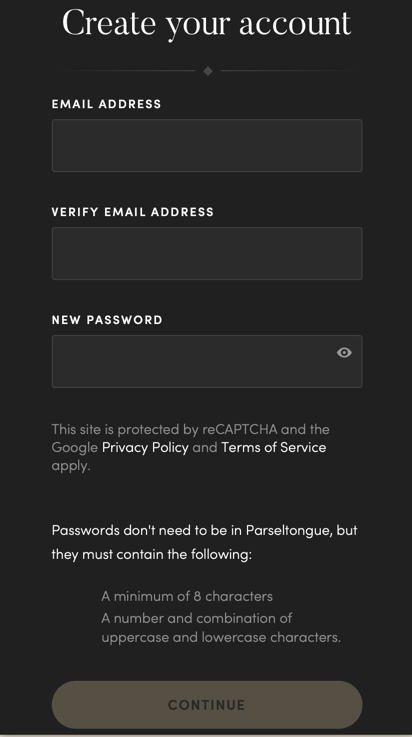 Create your account
EMAIL ADDRESS
VERIFY EMAIL ADDRESS
NEW PASSWORD
This site is protected by reCAPTCHA and the
Google Privacy Policy and Terms of Service
apply.
Passwords don't need to be in Parseltongue, but
they must contain the following:
A minimum of 8 characters
A number and combination of
uppercase and lowercase characters.
CONTINUE